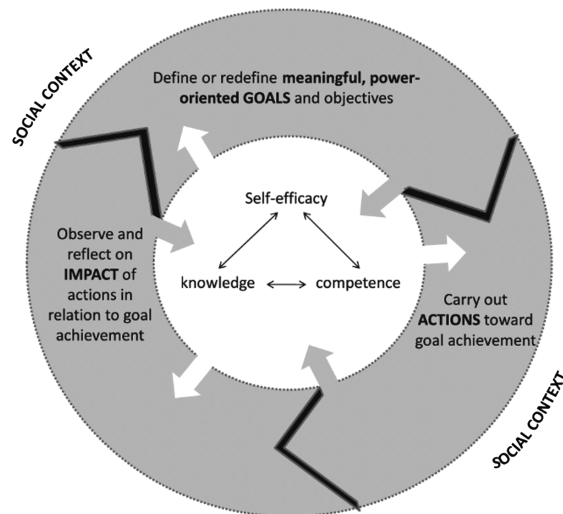 SOCIAL CONTEXT
Define or redefine meaningful, power-
oriented GOALS and objectives
Self-efficacy
knowledge
competence
Observe and
reflect on
IMPACT of
actions in
relation to goal
achievement
Carry out
ACTIONS toward
goal achievement
SOCIAL CONTEXT